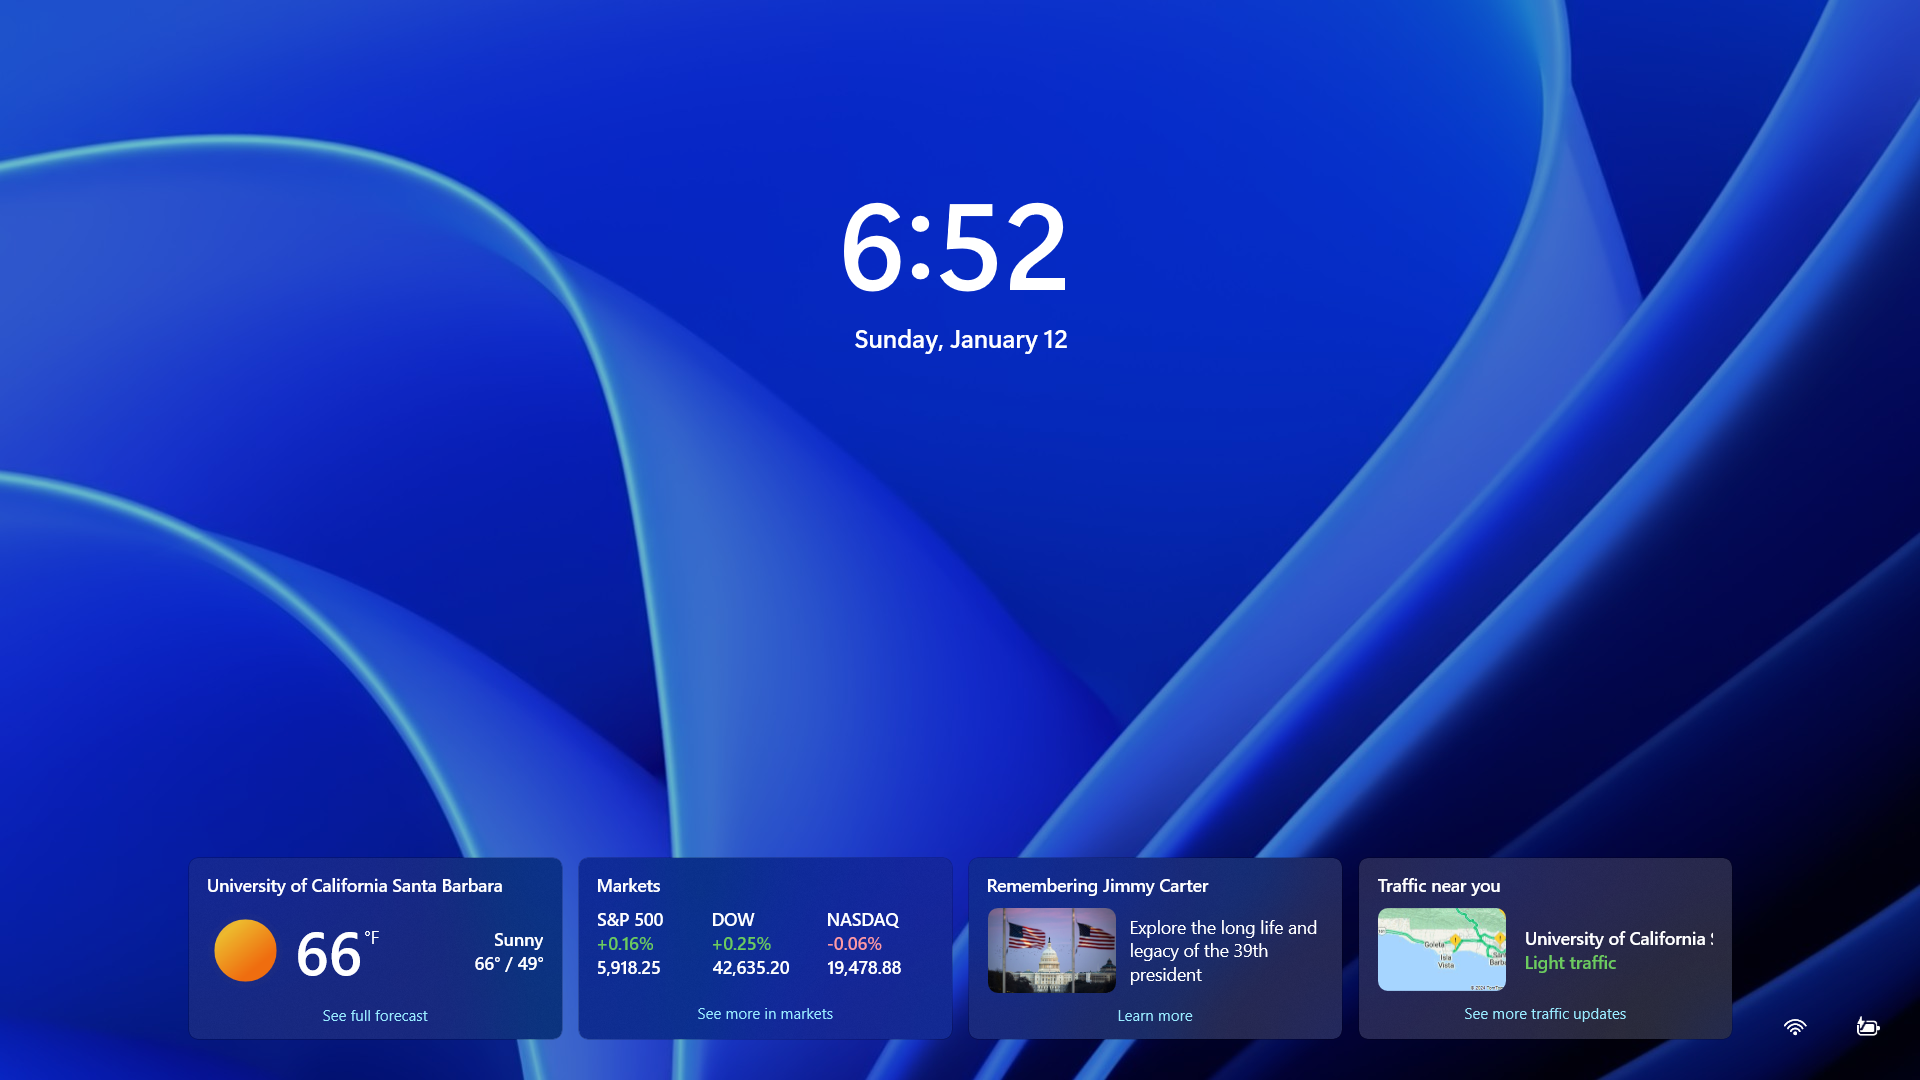 6:52
Sunday, January 12
University of California Santa Barbara
66 °F
Sunny
66° / 49°
See full forecast
Markets
S&P 500 DOW NASDAQ
+0.16% +0.25% -0.06%
5,918.25 42,635.20 19,478.88
See more in markets
Remembering Jimmy Carter
Explore the long life and
legacy of the 39th
president
Learn more
Traffic near you
Goleta
Isla
Vista
University of California
Light traffic
See more traffic updates